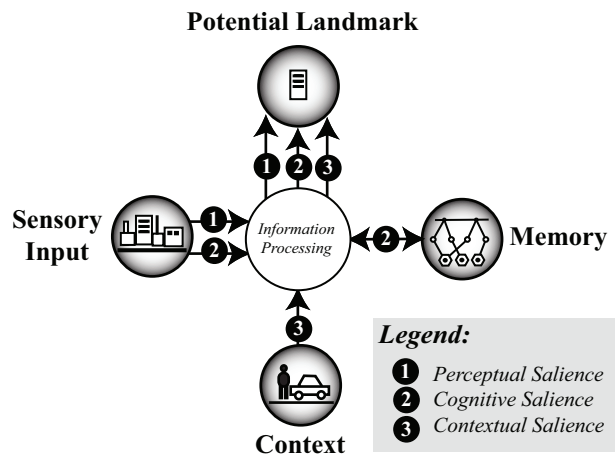 Potential Landmark
1 2 3
Sensory
Input
1
2
Information
Processing
2
Memory
3
Context
Legend:
1 Perceptual Salience
2 Cognitive Salience
3 Contextual Salience